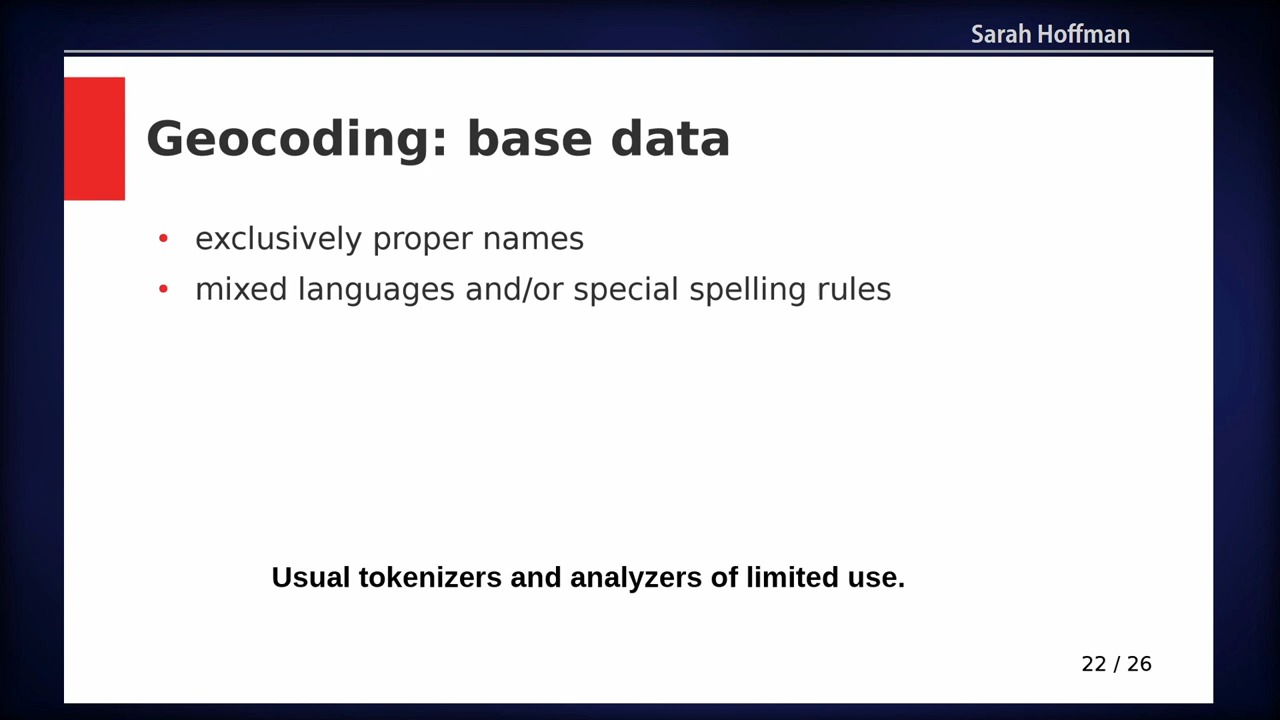 Sarah Hoffman
Geocoding: base data
• exclusively proper names
• mixed languages and/or special spelling rules
Usual tokenizers and analyzers of limited use.
22 / 26